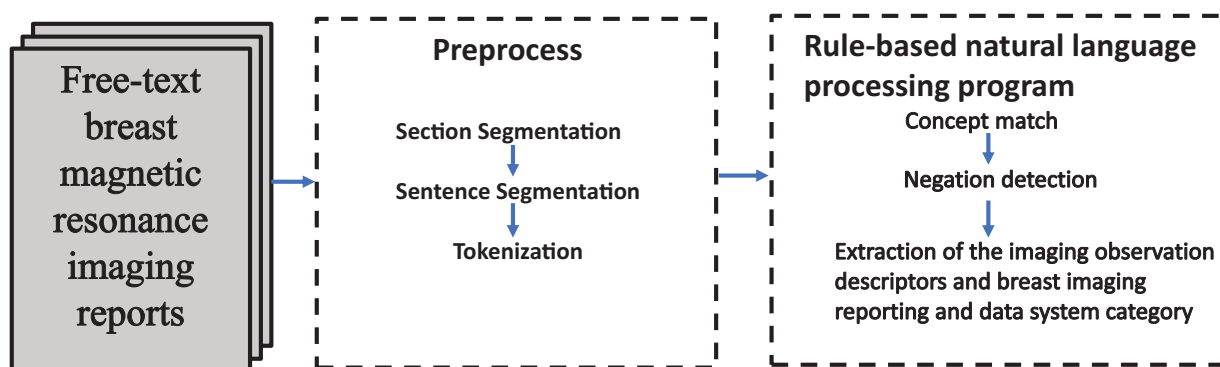 Free-text
breast
magnetic
resonance
imaging
reports
Preprocess
Section Segmentation
Sentence Segmentation
Tokenization
Rule-based natural language
processing program
Concept match
Negation detection
Extraction of the imaging observation
descriptors and breast imaging
reporting and data system category